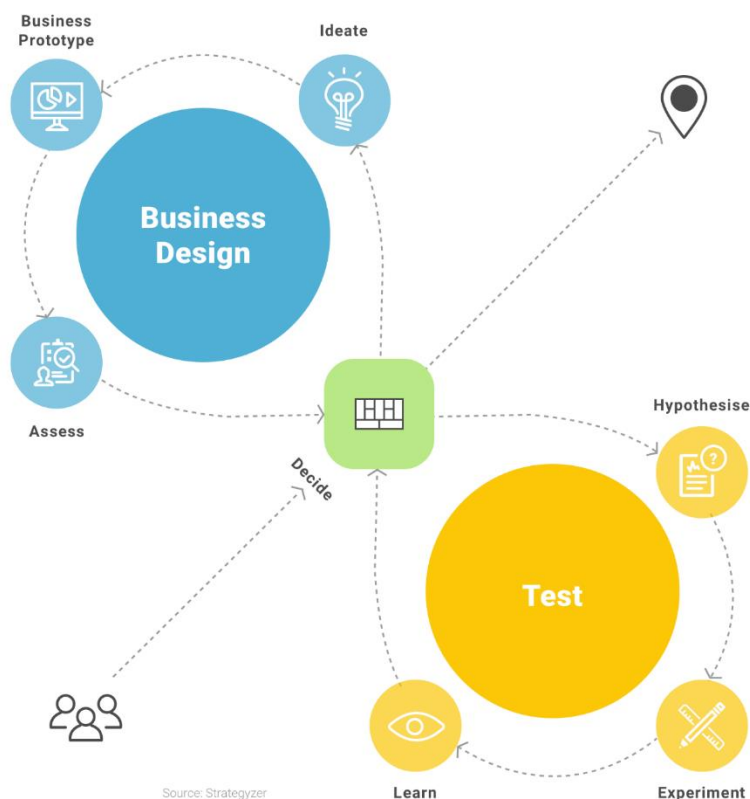 Business
Prototype
Ideate
Business
Design
Assess
Decide
Hypothesise
?
Test
Learn
Experiment
Source: Strategyzer